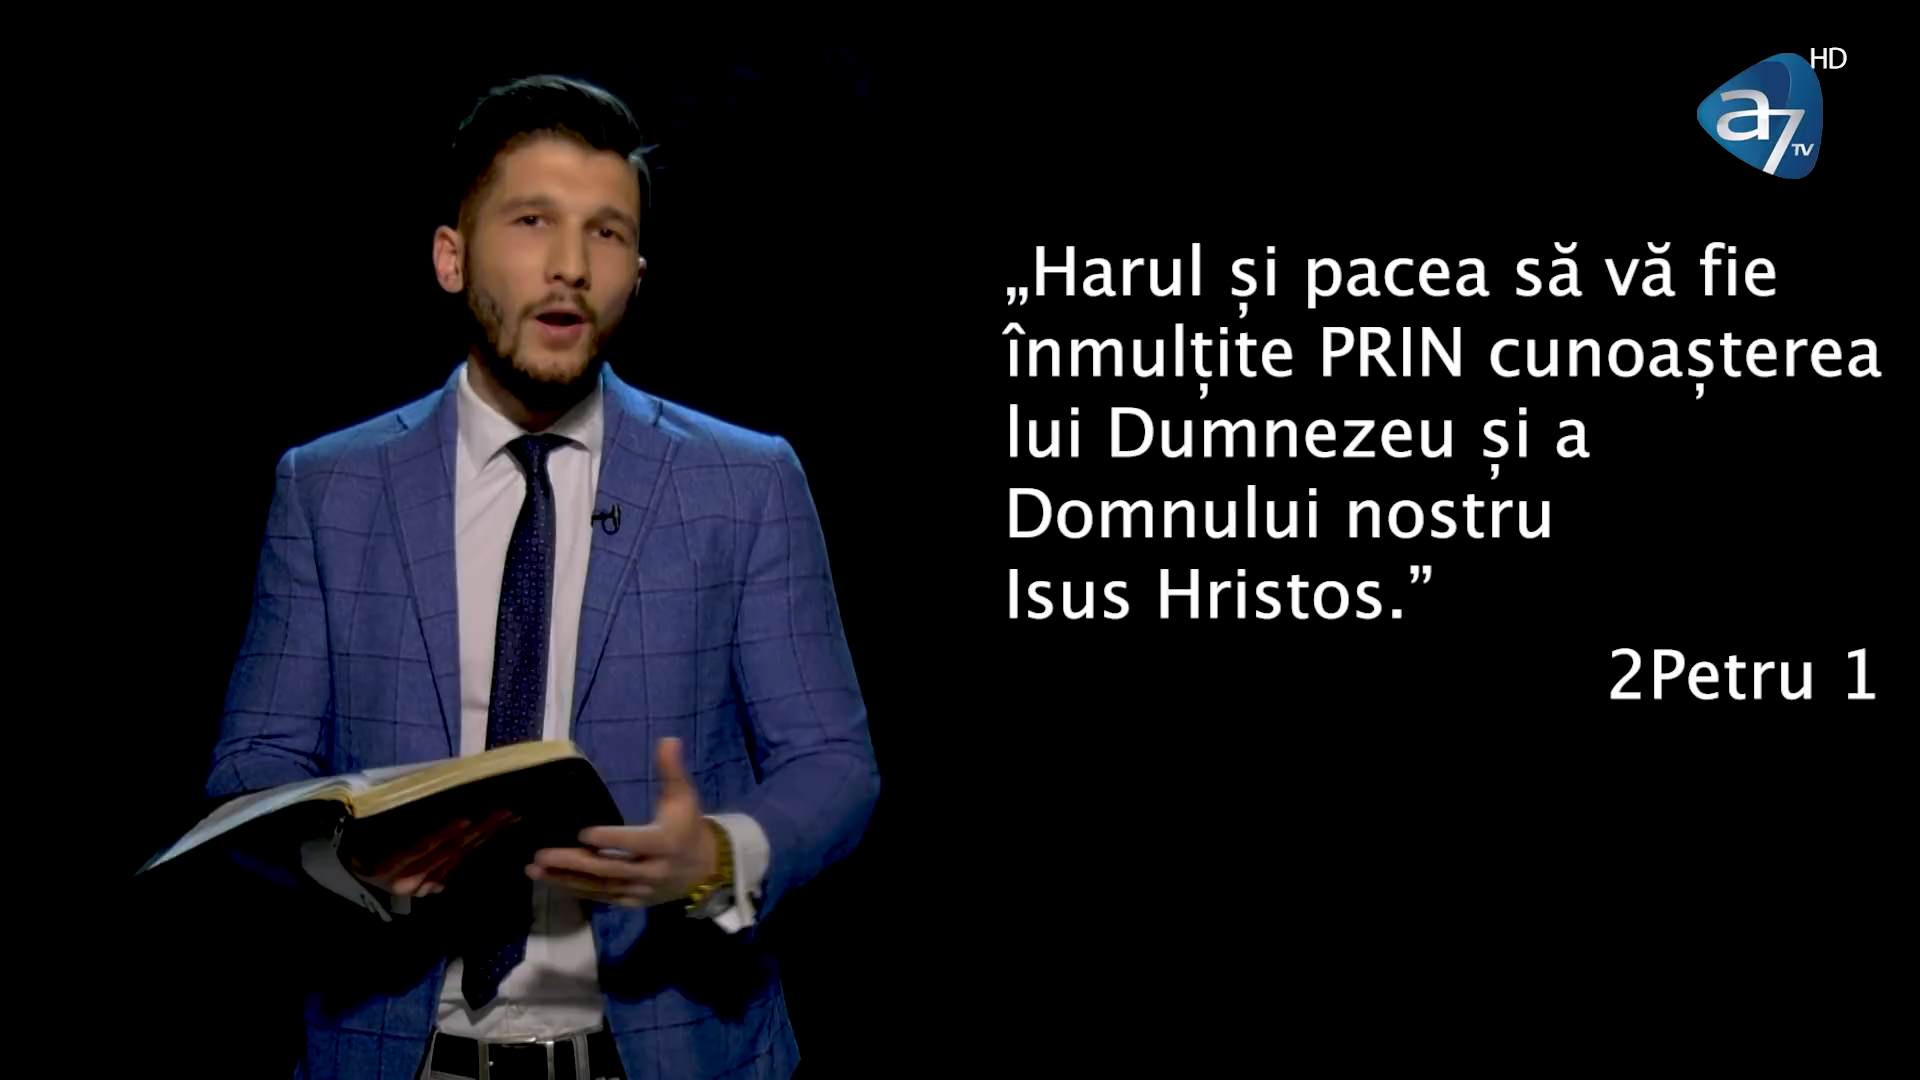 HD
a7
TV
„Harul și pacea să vă fie
înmulțite PRIN cunoașterea
lui Dumnezeu și a
Domnului nostru
Isus Hristos.”
2Petru 1